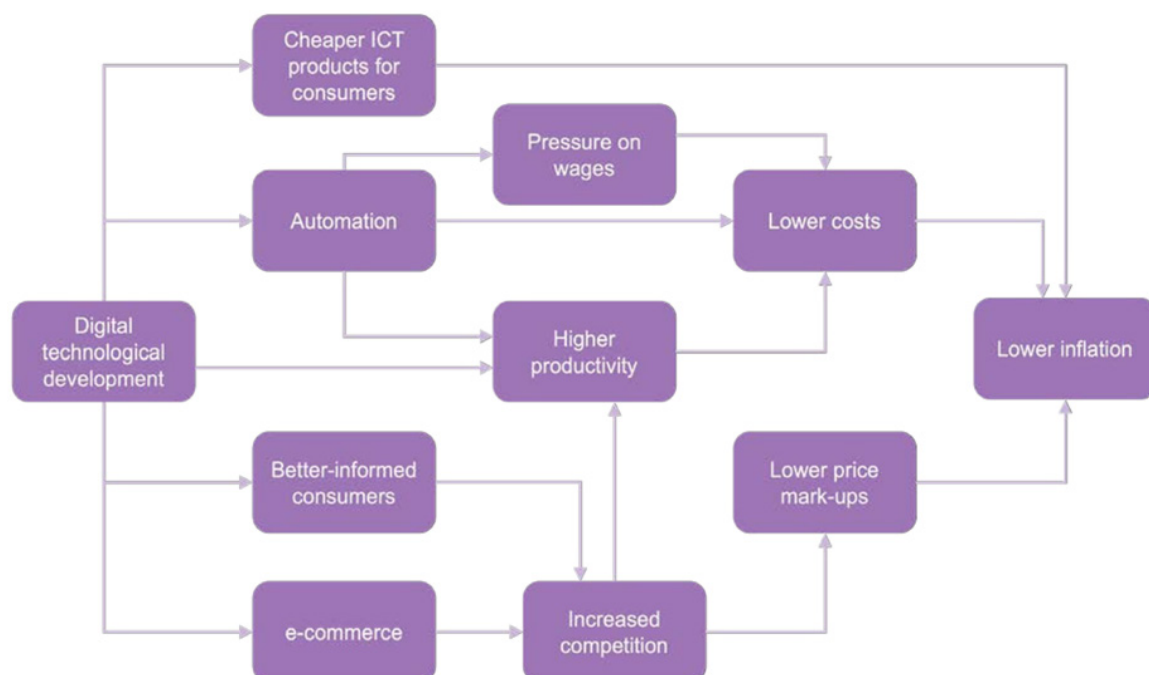 Cheaper ICT
products for
consumers
Pressure on
wages
Automation
Lower costs
Digital
technological
development
Higher
productivity
Lower inflation
Better-informed
consumers
Lower price
mark-ups
e-commerce
Increased
competition